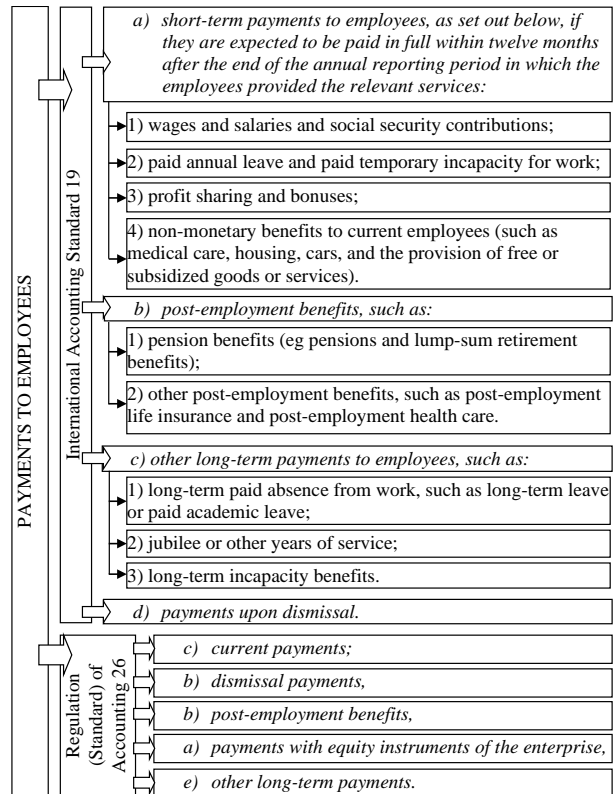 PAYMENTS TO EMPLOYEES
International Accounting Standard 19
a) short-term payments to employees, as set out below, if
they are expected to be paid in full within twelve months
after the end of the annual reporting period in which the
employees provided the relevant services:
1) wages and salaries and social security contributions;
2) paid annual leave and paid temporary incapacity for work;
3) profit sharing and bonuses;
4) non-monetary benefits to current employees (such as
medical care, housing, cars, and the provision of free or
subsidized goods or services).
b) post-employment benefits, such as:
1) pension benefits (eg pensions and lump-sum retirement
benefits);
2) other post-employment benefits, such as post-employment
life insurance and post-employment health care.
c) other long-term payments to employees, such as:
1) long-term paid absence from work, such as long-term leave
or paid academic leave;
2) jubilee or other years of service;
3) long-term incapacity benefits.
d) payments upon dismissal.
Regulation
(Standard) of
Accounting 26
c) current payments;
b) dismissal payments,
b) post-employment benefits,
a) payments with equity instruments of the enterprise,
e) other long-term payments.